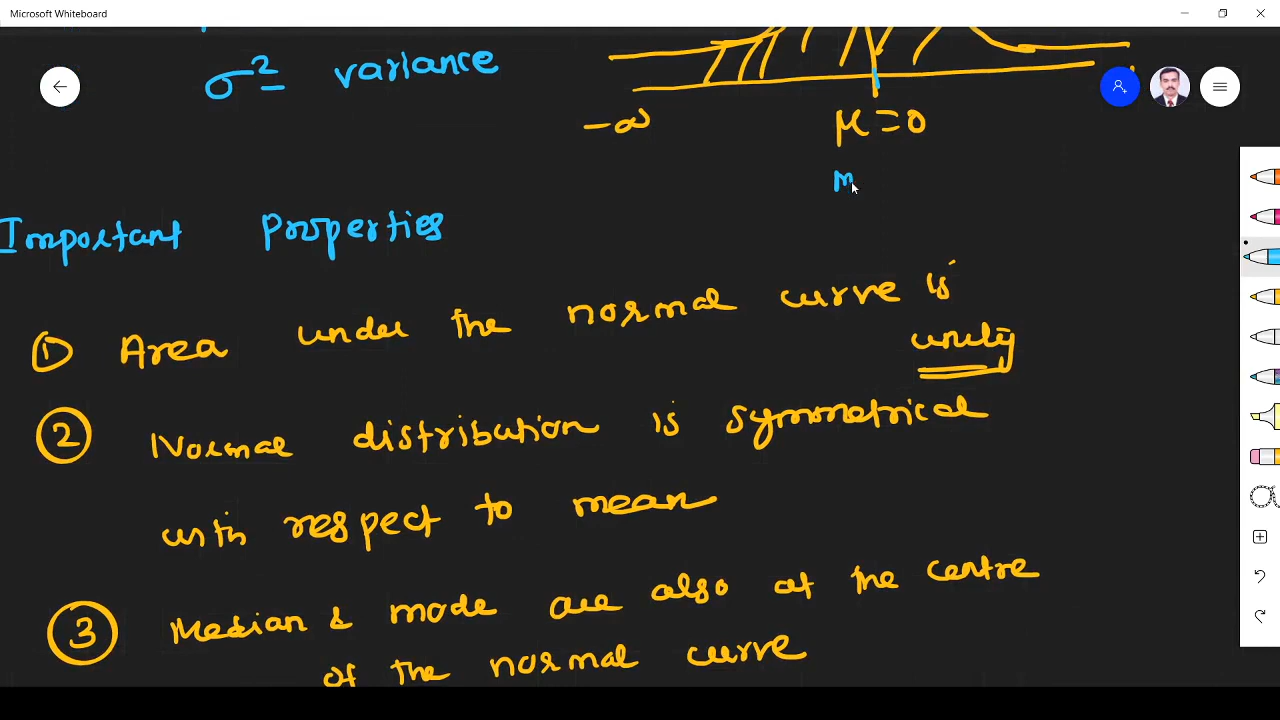 Microsoft Whiteboard
σ² variance
-∞
μ = 0
m
Important Properties
① Area under the normal curve is
unity
② Normal distribution is symmetrical
with respect to mean
③ Median & mode are also at the centre
of the normal curve